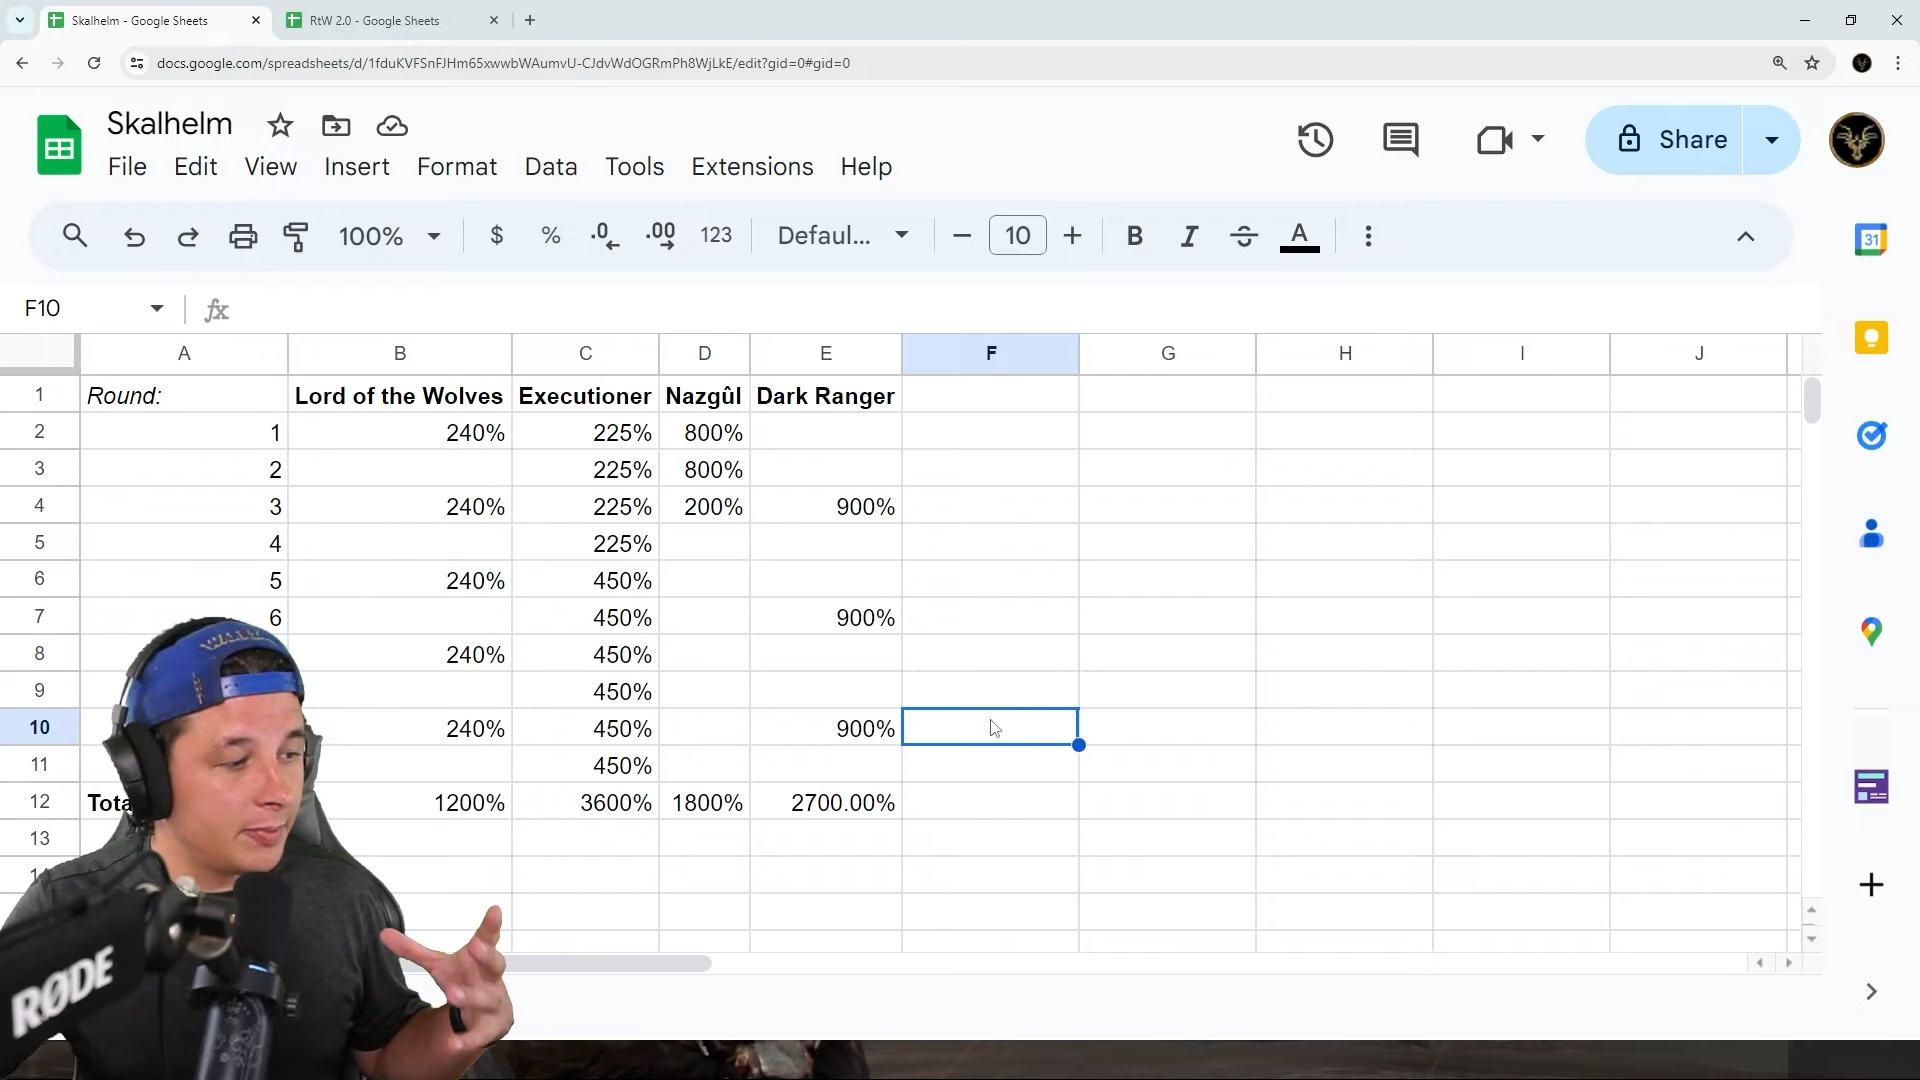 Skalhelm - Google Sheets
RtW 2.0 - Google Sheets
docs.google.com/spreadsheets/d/1fduKVFSnFJHm65xwwbWAumvU-CJdvWdOGRmPh8WjLkE/edit?gid=0#gid=0
Skalhelm
Share
File Edit View Insert Format Data Tools Extensions Help
100% $ % .0 .00 123 Defaul... 10 B I S A
31
F10 fx
A B C D E F G H I J
1 Round: Lord of the Wolves Executioner Nazgûl Dark Ranger
2 1 240% 225% 800%
3 2 225% 800%
4 3 240% 225% 200% 900%
5 4 225%
6 5 240% 450%
7 6 450% 900%
8 240% 450%
9 450%
10 240% 450% 900%
11 450%
12 1200% 3600% 1800% 2700.00%
13
RØDE